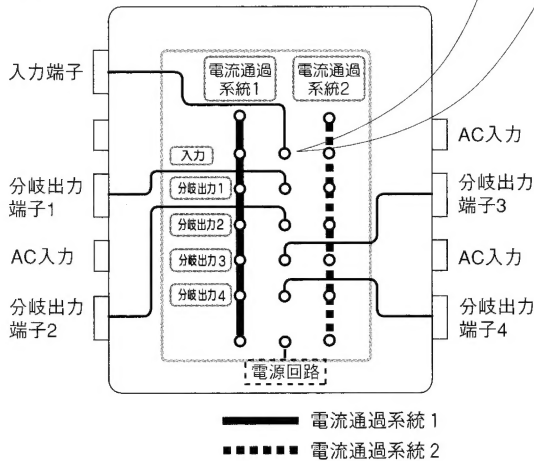 入力端子
分岐出力
端子1
AC入力
分岐出力
端子2
電流通過
系統1
電流通過
系統2
入力
分岐出力1
分岐出力2
分岐出力3
分岐出力4
電源回路
AC入力
分岐出力
端子3
AC入力
分岐出力
端子4
電流通過系統1
電流通過系統2